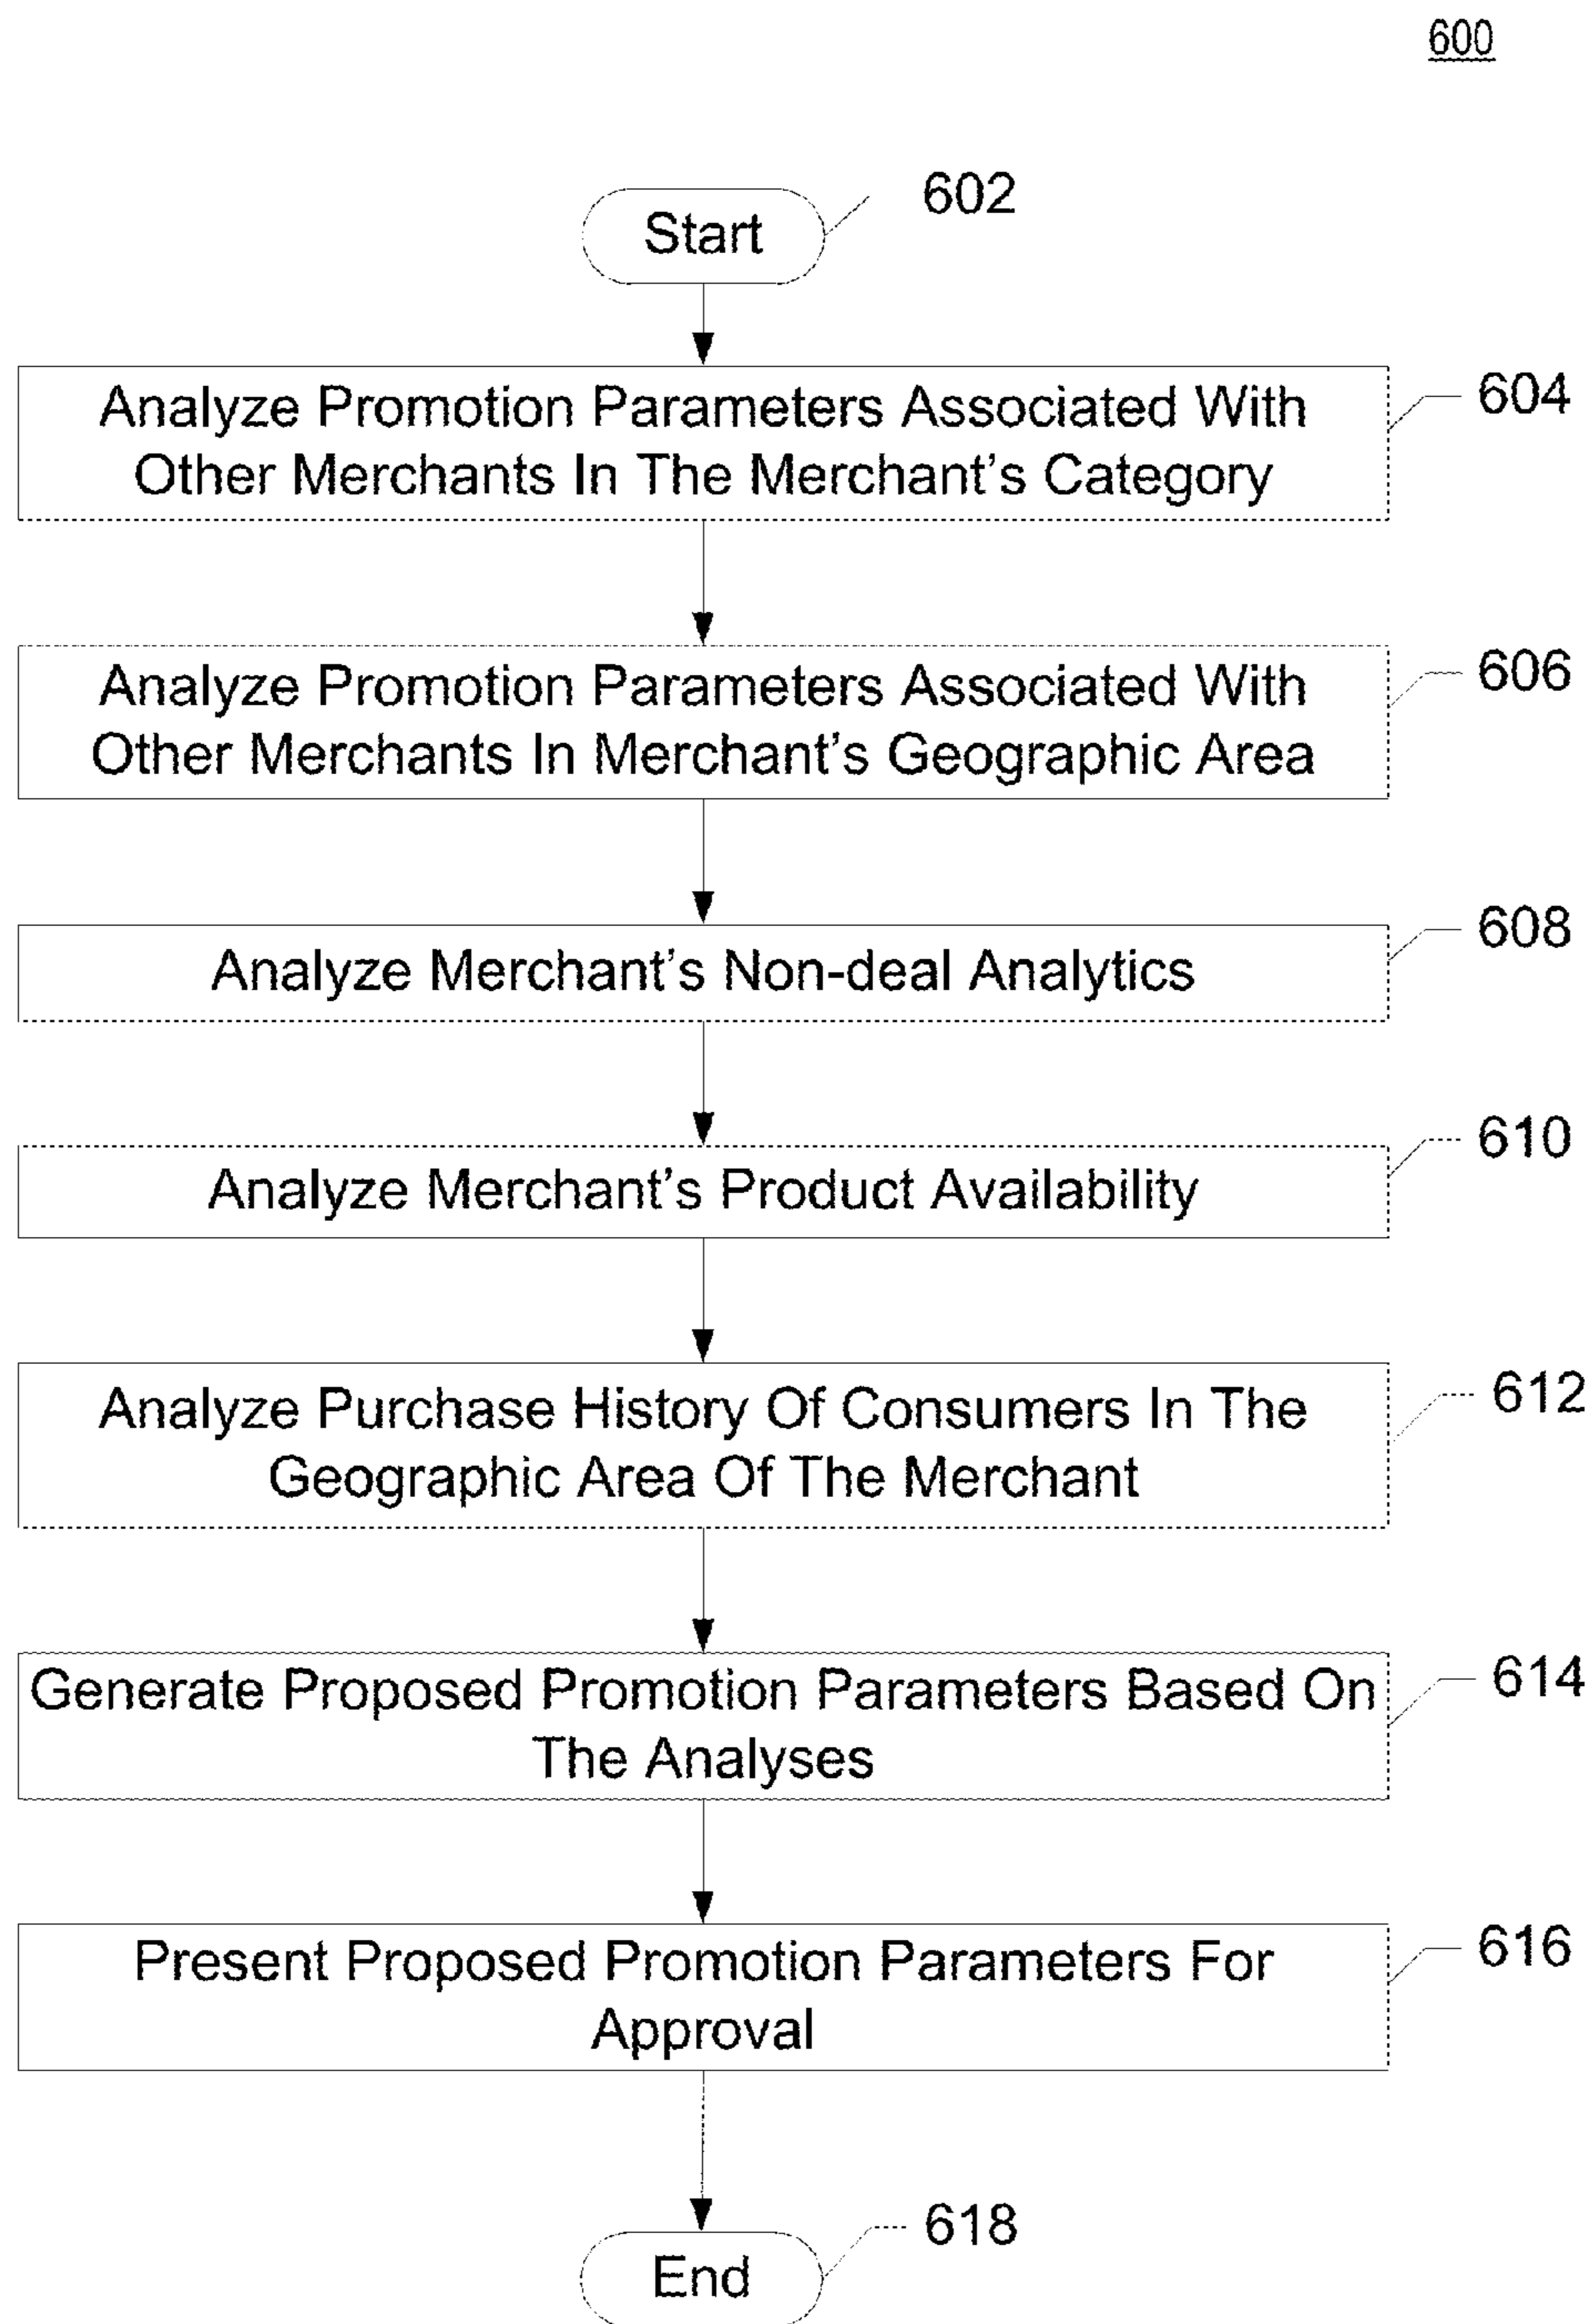 600
Start
602
Analyze Promotion Parameters Associated With
Other Merchants In The Merchant's Category
604
Analyze Promotion Parameters Associated With
Other Merchants In Merchant's Geographic Area
606
Analyze Merchant's Non-deal Analytics
608
Analyze Merchant's Product Availability
610
Analyze Purchase History Of Consumers In The
Geographic Area Of The Merchant
612
Generate Proposed Promotion Parameters Based On
The Analyses
614
Present Proposed Promotion Parameters For
Approval
616
End
618